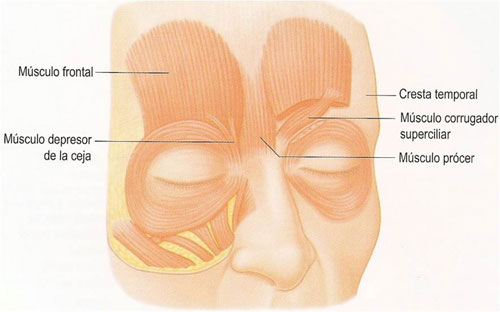 Músculo frontal
Músculo depresor
de la ceja
Cresta temporal
Músculo corrugador
superciliar
Músculo prócer